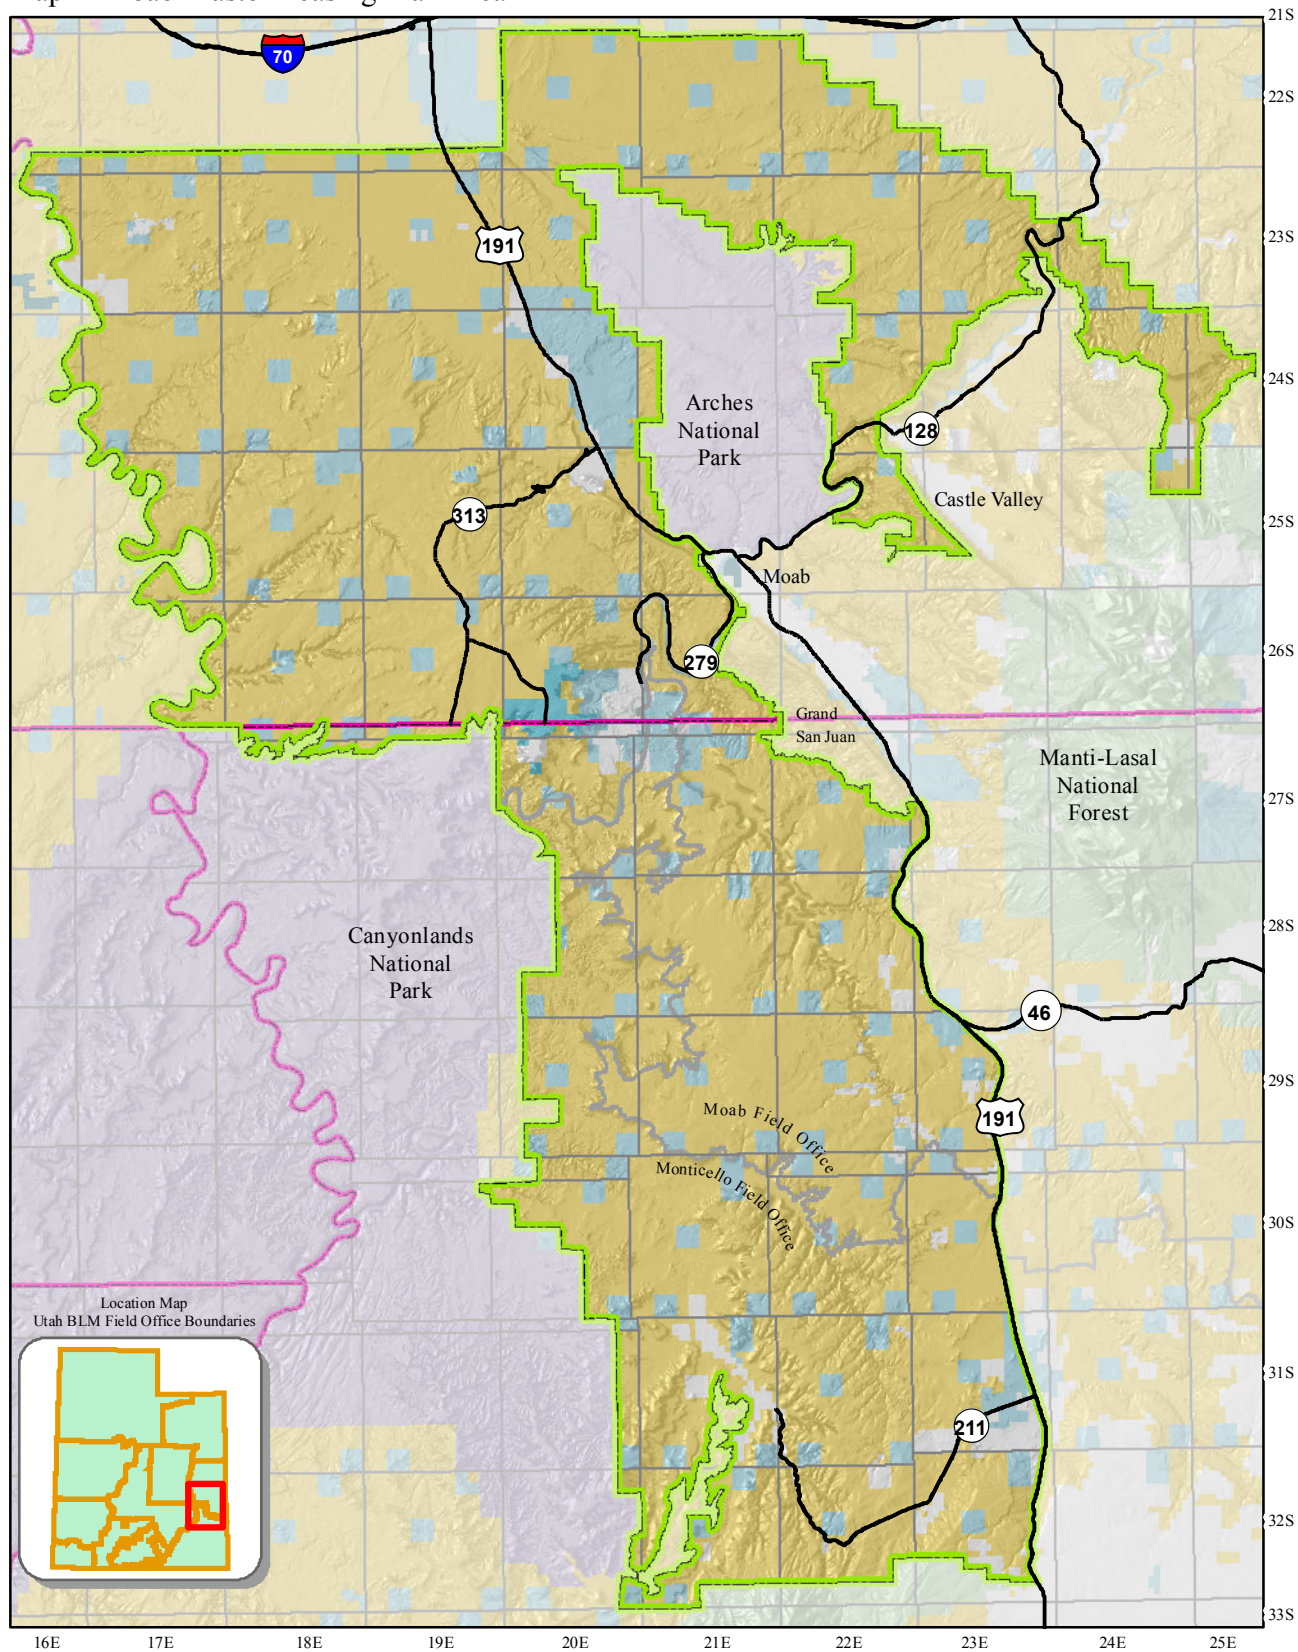 21S
70
22S
191
23S
24S
Arches
National
Park
128
Castle Valley
313
25S
Moab
279
26S
Grand
San Juan
Manti-Lasal
National
Forest
27S
Canyonlands
National
Park
28S
46
29S
Moab Field Office
191
Monticello Field Office
30S
Location Map
Utah BLM Field Office Boundaries
31S
211
32S
33S
16E 17E 18E 19E 20E 21E 22E 23E 24E 25E